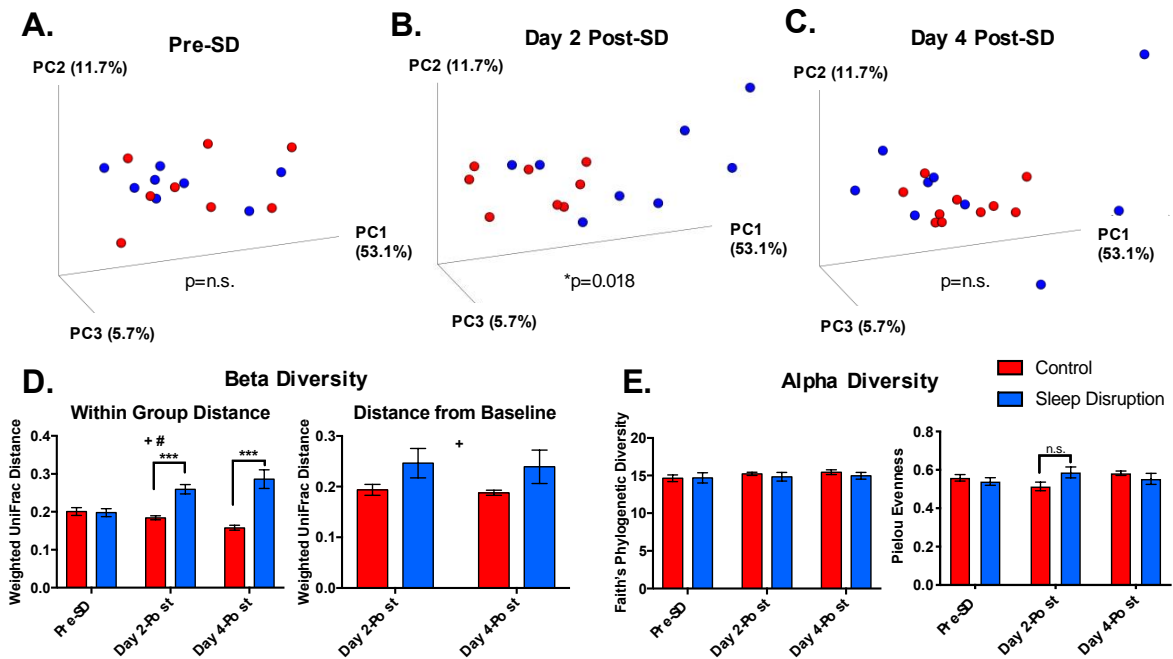 A.
Pre-SD
PC2 (11.7%)
PC1
(53.1%)
p=n.s.
PC3 (5.7%)
B.
Day 2 Post-SD
PC2 (11.7%)
PC1
(53.1%)
*p=0.018
PC3 (5.7%)
C.
Day 4 Post-SD
PC2 (11.7%)
PC1
(53.1%)
p=n.s.
PC3 (5.7%)
D.
Beta Diversity
Within Group Distance
Weighted UniFrac Distance
0.4
0.3
0.2
0.1
0.0
+ #
***
***
Pre-SD
Day 2-Post
Day 4-Post
Distance from Baseline
Weighted UniFrac Distance
0.3
0.2
0.1
0.0
+
Day 2-Post
Day 4-Post
E.
Alpha Diversity
Control
Sleep Disruption
Faith's Phylogenetic Diversity
20
15
10
5
0
Pre-SD
Day 2-Post
Day 4-Post
Pielou Evenness
0.8
0.6
0.4
0.2
0.0
n.s.
Pre-SD
Day 2-Post
Day 4-Post